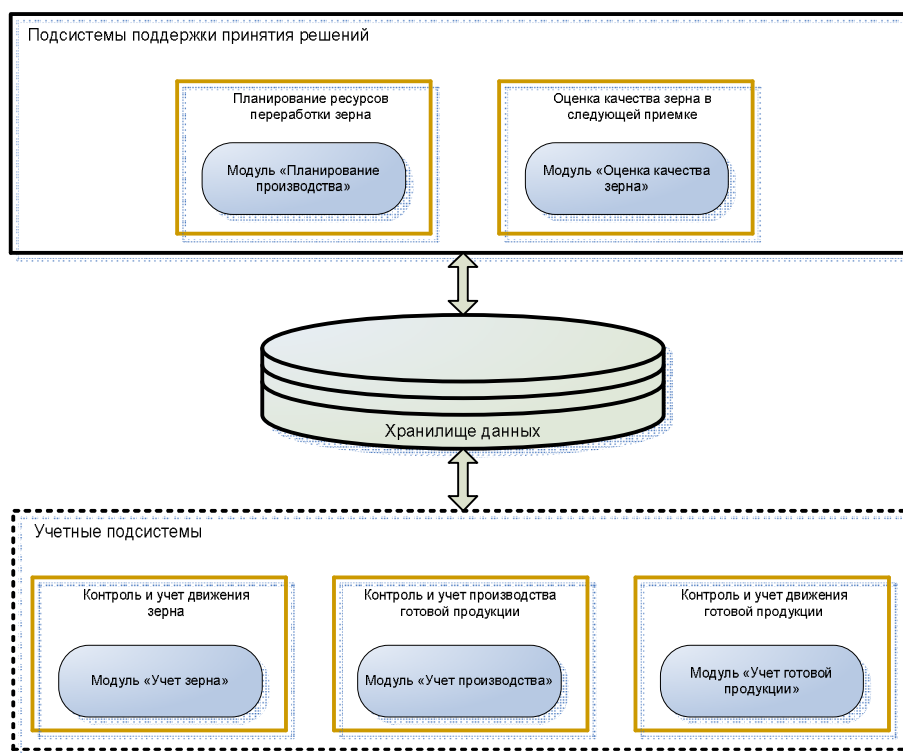 Подсистемы поддержки принятия решений
Планирование ресурсов
переработки зерна
Модуль «Планирование
производства»
Оценка качества зерна в
следующей приемке
Модуль «Оценка качества
зерна»
Хранилище данных
Учетные подсистемы
Контроль и учет движения
зерна
Модуль «Учет зерна»
Контроль и учет производства
готовой продукции
Модуль «Учет производства»
Контроль и учет движения
готовой продукции
Модуль «Учет готовой
продукции»